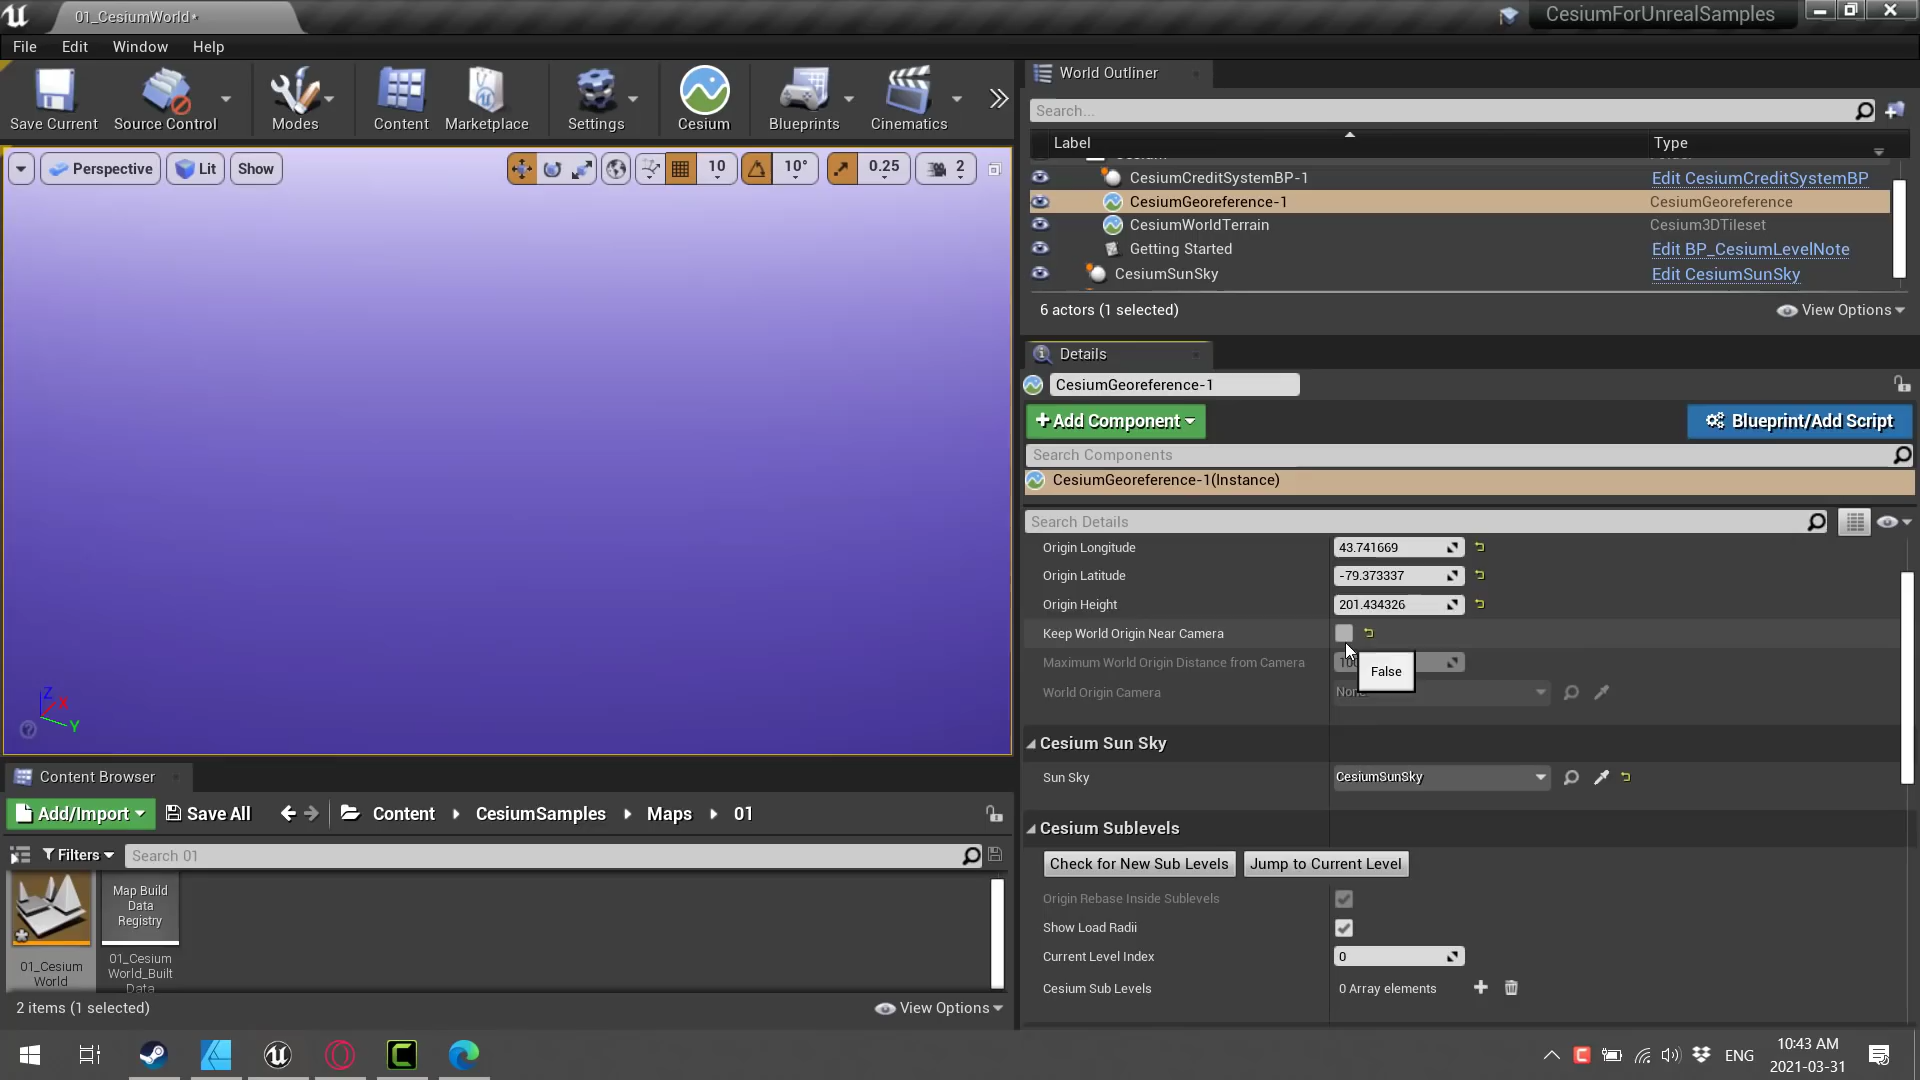 01_CesiumWorld*
CesiumForUnrealSamples
File Edit Window Help
Save Current
Source Control
Modes
Content
Marketplace
Settings
Cesium
Blueprints
Cinematics
Perspective
Lit
Show
10
10°
0.25
2
Z
X
Y
World Outliner
Search...
Label Type
CesiumCreditSystemBP-1 Edit CesiumCreditSystemBP
CesiumGeoreference-1 CesiumGeoreference
CesiumWorldTerrain Cesium3DTileset
Getting Started Edit BP_CesiumLevelNote
CesiumSunSky Edit CesiumSunSky
6 actors (1 selected)
View Options
Details
CesiumGeoreference-1
+Add Component
Blueprint/Add Script
Search Components
CesiumGeoreference-1(Instance)
Search Details
Origin Longitude 43.741669
Origin Latitude -79.373337
Origin Height 201.434326
Keep World Origin Near Camera
Maximum World Origin Distance from Camera
False
World Origin Camera
Cesium Sun Sky
Sun Sky CesiumSunSky
Cesium Sublevels
Check for New Sub Levels
Jump to Current Level
Origin Rebase Inside Sublevels
Show Load Radii
Current Level Index 0
Cesium Sub Levels 0 Array elements
Content Browser
Add/Import
Save All
Content
CesiumSamples
Maps
01
Filters
Search 01
01_Cesium
World
Map Build
Data
Registry
01_Cesium
World_Built
Data
2 items (1 selected)
View Options
ENG
10:43 AM
2021-03-31